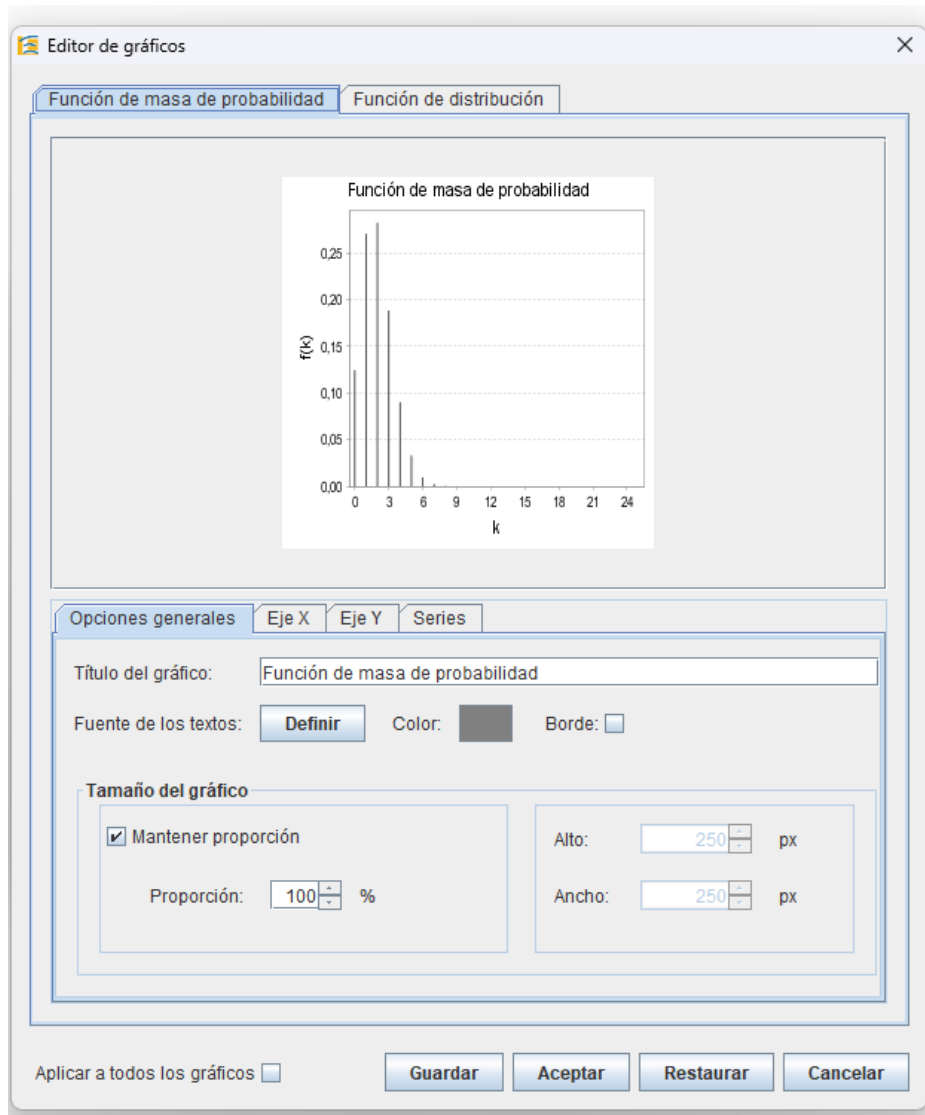 Editor de gráficos
Función de masa de probabilidad Función de distribución
Función de masa de probabilidad
0,25
0,20
0,15
0,10
0,05
0,00
f(k)
0 3 6 9 12 15 18 21 24
k
Opciones generales Eje X Eje Y Series
Título del gráfico: Función de masa de probabilidad
Fuente de los textos: Definir Color: Borde:
Tamaño del gráfico
Mantener proporción
Proporción: 100 %
Alto: 250 px
Ancho: 250 px
Aplicar a todos los gráficos Guardar Aceptar Restaurar Cancelar